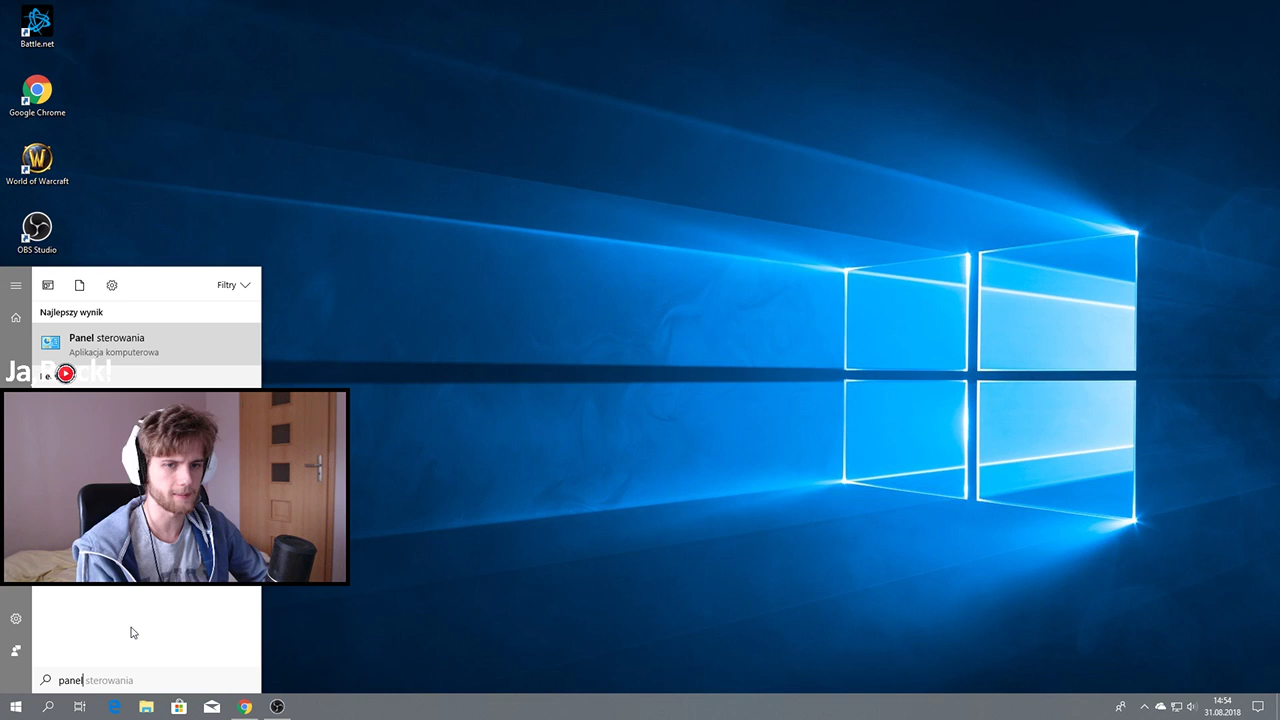 Battle.net
Google Chrome
World of Warcraft
OBS Studio
Filtry
Najlepszy wynik
Panel sterowania
Aplikacja komputerowa
panel sterowania
14:54
31.08.2018